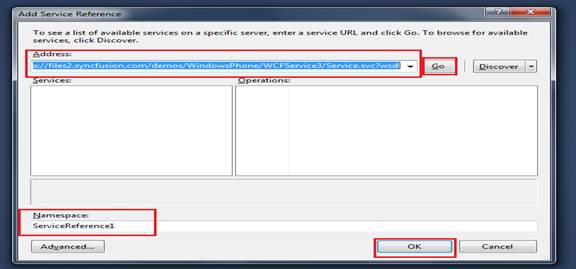 Add Service Reference
To see a list of available services on a specific server, enter a service URL and click Go. To browse for available
services, click Discover.
Address:
://files2.syncfusion.com/demos/WindowsPhone/WCFService3/Service.svc?wsdl
Go
Discover
Services:
Operations:
Namespace:
ServiceReference1
Advanced...
OK
Cancel